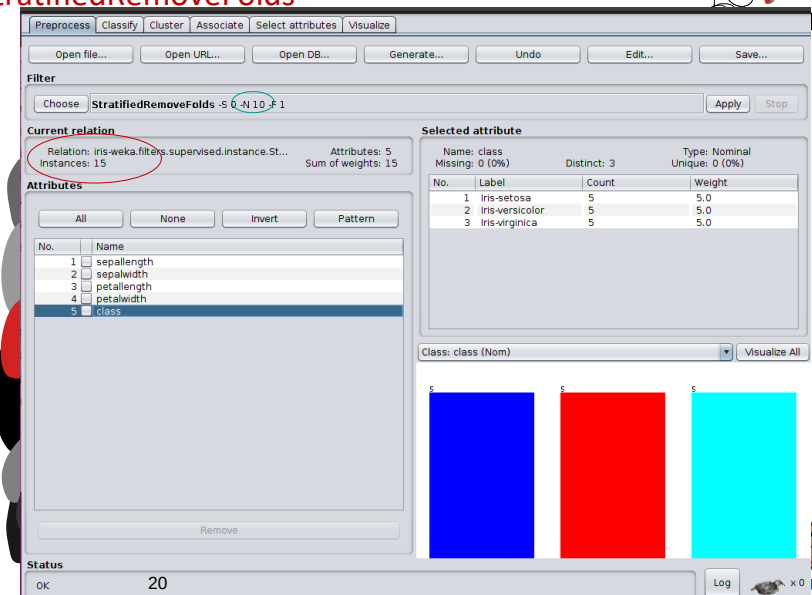 StratifiedRemoveFolds
Preprocess Classify Cluster Associate Select attributes Visualize
Open file... Open URL... Open DB... Generate... Undo Edit... Save...
Filter
Choose StratifiedRemoveFolds -S 0 -N 10 -F 1 Apply Stop
Current relation
Relation: iris-weka.filters.supervised.instance.St... Attributes: 5
Instances: 15 Sum of weights: 15
Attributes
All None Invert Pattern
No. Name
1 sepallength
2 sepalwidth
3 petallength
4 petalwidth
5 class
Remove
Selected attribute
Name: class Type: Nominal
Missing: 0 (0%) Distinct: 3 Unique: 0 (0%)
No. Label Count Weight
1 Iris-setosa 5 5.0
2 Iris-versicolor 5 5.0
3 Iris-virginica 5 5.0
Class: class (Nom) Visualize All
5 5 5
Status
OK 20 Log x 0